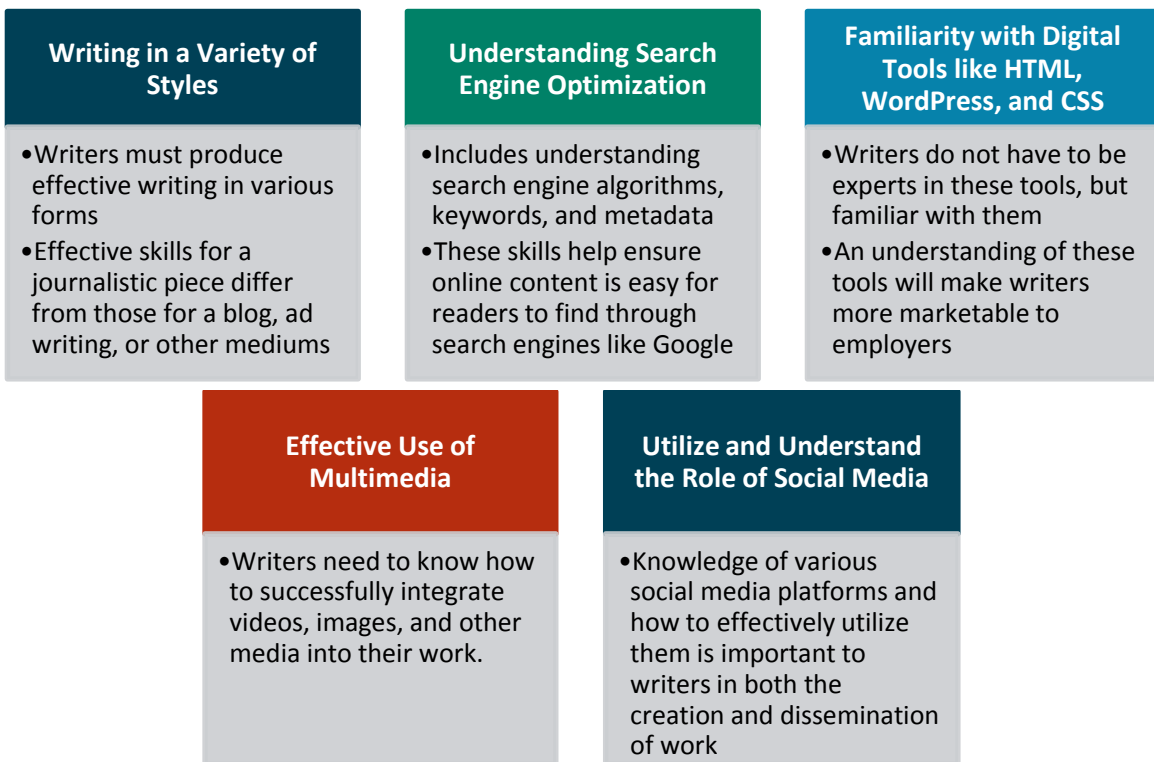 Writing in a Variety of
Styles
•Writers must produce
effective writing in various
forms
•Effective skills for a
journalistic piece differ
from those for a blog, ad
writing, or other mediums
Understanding Search
Engine Optimization
•Includes understanding
search engine algorithms,
keywords, and metadata
•These skills help ensure
online content is easy for
readers to find through
search engines like Google
Familiarity with Digital
Tools like HTML,
WordPress, and CSS
•Writers do not have to be
experts in these tools, but
familiar with them
•An understanding of these
tools will make writers
more marketable to
employers
Effective Use of
Multimedia
•Writers need to know how
to successfully integrate
videos, images, and other
media into their work.
Utilize and Understand
the Role of Social Media
•Knowledge of various
social media platforms and
how to effectively utilize
them is important to
writers in both the
creation and dissemination
of work